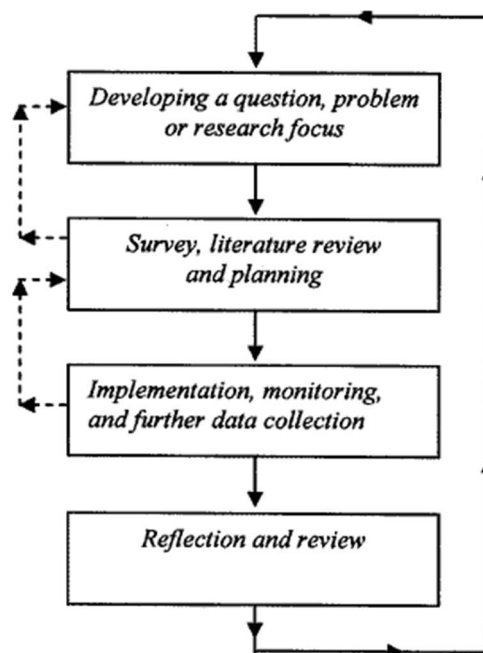 Developing a question, problem
or research focus
Survey, literature review
and planning
Implementation, monitoring,
and further data collection
Reflection and review